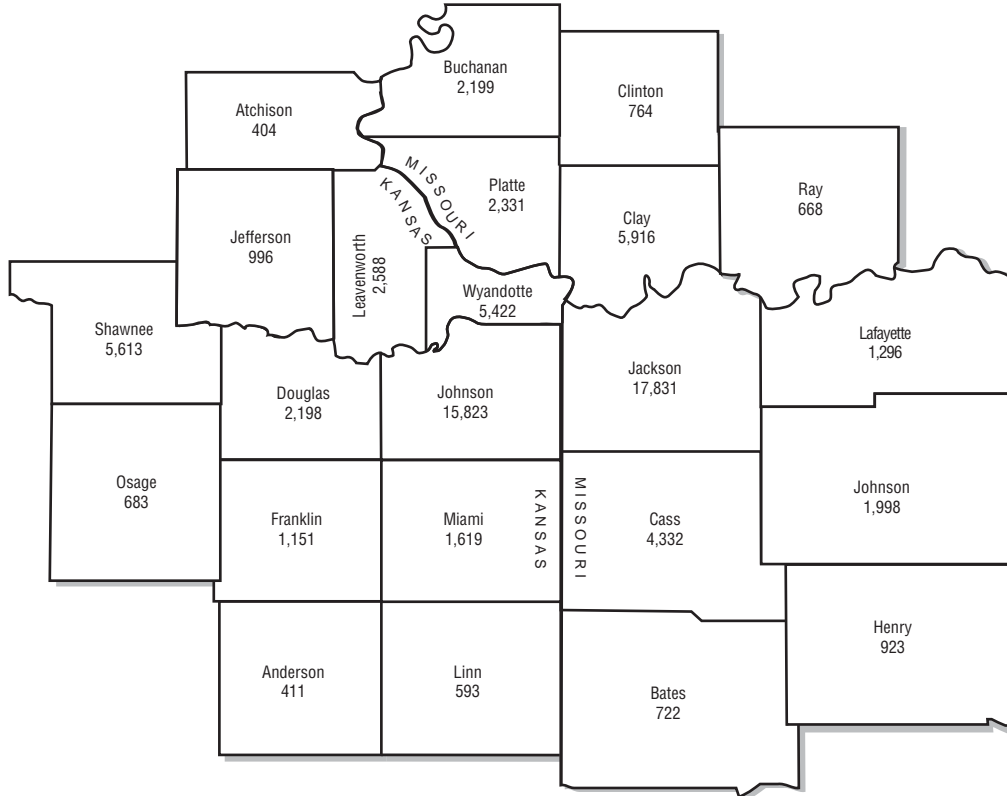 Buchanan
2,199
Clinton
764
Atchison
404
MISSOURI
KANSAS
Platte
2,331
Ray
668
Clay
5,916
Jefferson
996
Leavenworth
2,588
Wyandotte
5,422
Shawnee
5,613
Lafayette
1,296
Jackson
17,831
Douglas
2,198
Johnson
15,823
Osage
683
Johnson
1,998
Franklin
1,151
Miami
1,619
KANSAS
MISSOURI
Cass
4,332
Henry
923
Anderson
411
Linn
593
Bates
722